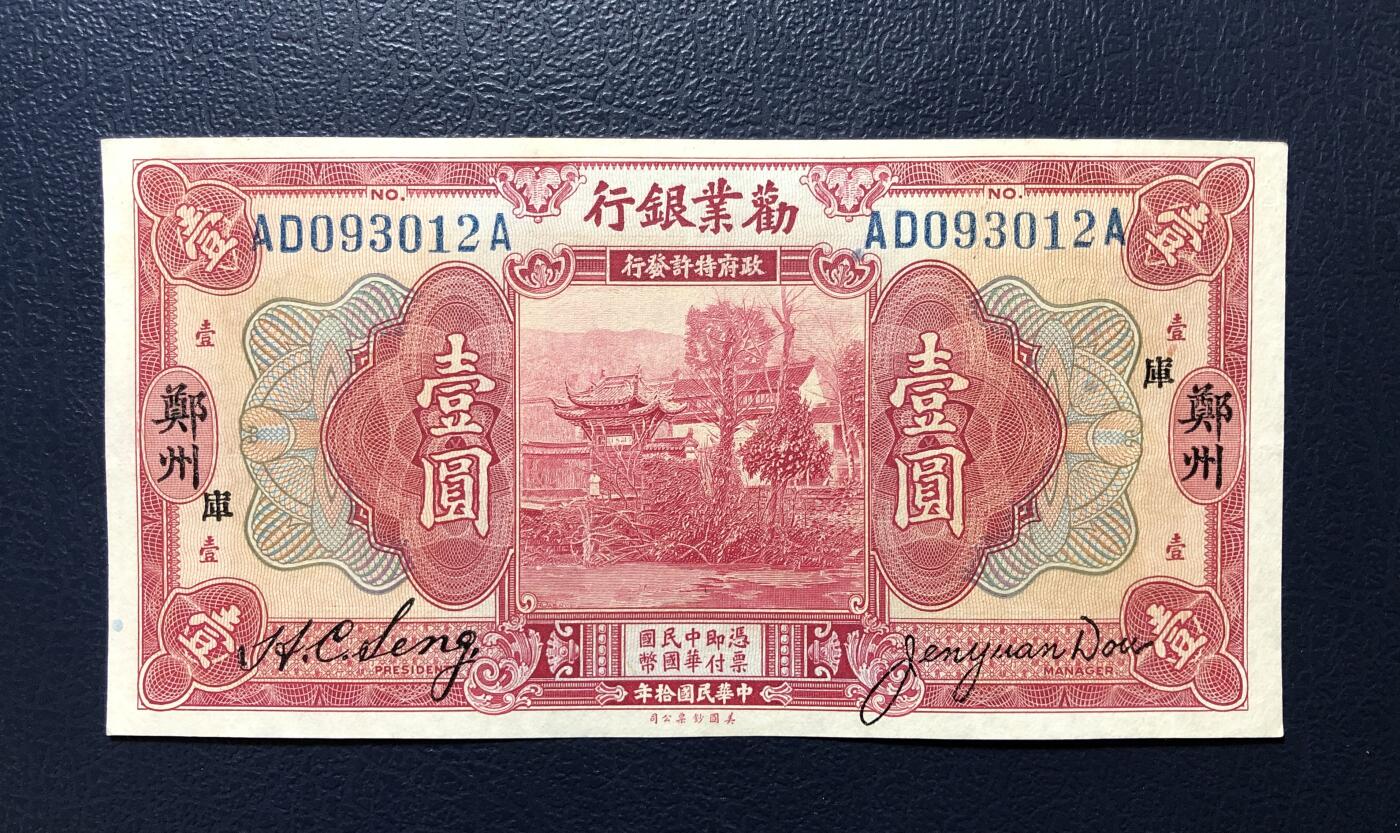 勸業銀行
NO.
NO.
AD093012A
AD093012A
政府特許發行
壹
壹
壹
壹
壹圓
壹圓
庫
鄭州
鄭州
庫
壹
壹
憑票即付中華民國國幣
壹
壹
H.C.Seng
PRESIDENT
Jenyuan Dow
MANAGER
中華民國拾年
美國鈔票公司